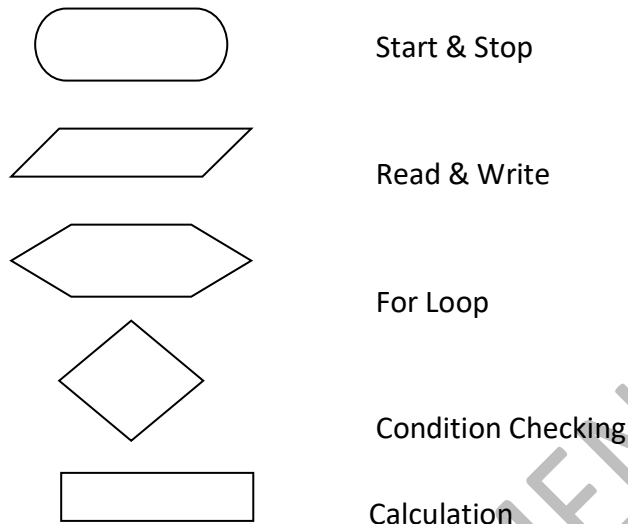 Start & Stop
Read & Write
For Loop
Condition Checking
Calculation